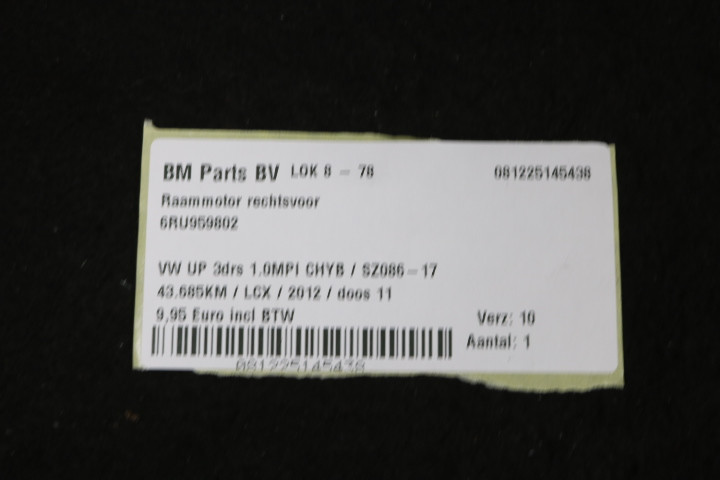 BM Parts BV LOK 8 - 78 081225145438
Raammotor rechtsvoor
6RU959802
VW UP 3drs 1.0MPI CHYB / SZ086-17
43.685KM / LCX / 2012 / doos 11
9,95 Euro incl BTW Verz: 10
Aantal: 1
081225145438